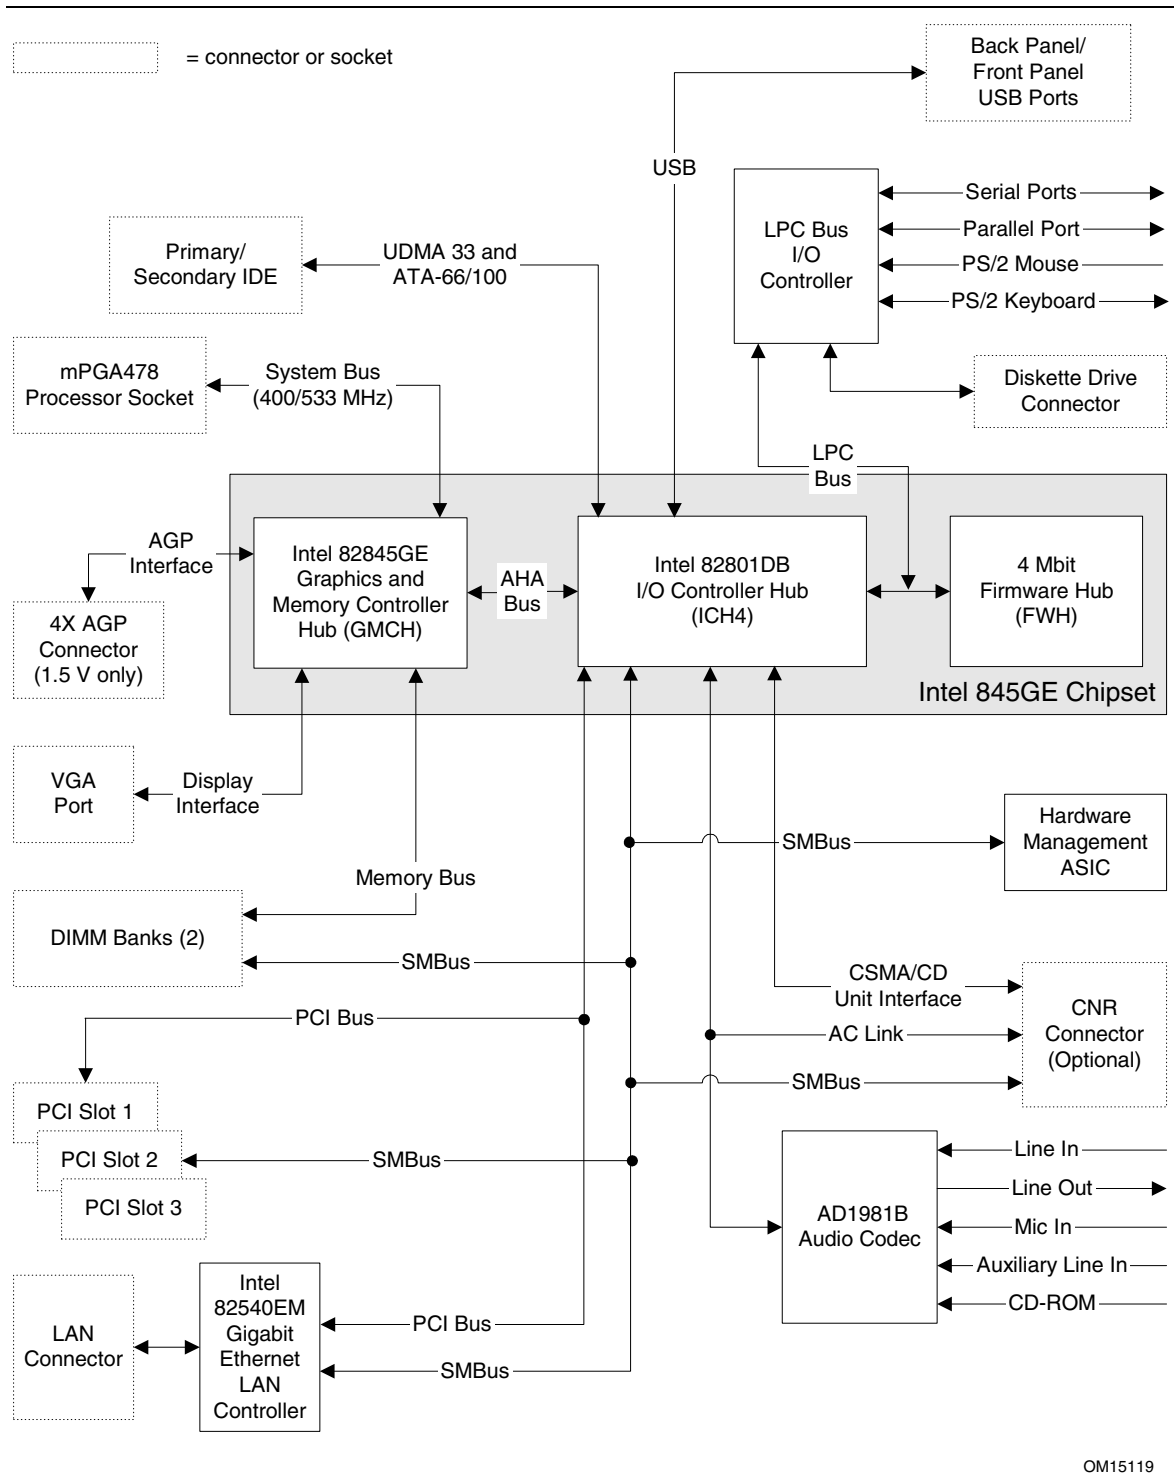 = connector or socket
Back Panel/
Front Panel
USB Ports
USB
LPC Bus
I/O
Controller
Serial Ports
Parallel Port
PS/2 Mouse
PS/2 Keyboard
Primary/
Secondary IDE
UDMA 33 and
ATA-66/100
mPGA478
Processor Socket
System Bus
(400/533 MHz)
Diskette Drive
Connector
LPC
Bus
AGP
Interface
Intel 82845GE
Graphics and
Memory Controller
Hub (GMCH)
AHA
Bus
Intel 82801DB
I/O Controller Hub
(ICH4)
4 Mbit
Firmware Hub
(FWH)
4X AGP
Connector
(1.5 V only)
Intel 845GE Chipset
VGA
Port
Display
Interface
SMBus
Hardware
Management
ASIC
Memory Bus
DIMM Banks (2)
SMBus
CSMA/CD
Unit Interface
CNR
Connector
(Optional)
PCI Bus
AC Link
SMBus
PCI Slot 1
PCI Slot 2
PCI Slot 3
SMBus
AD1981B
Audio Codec
Line In
Line Out
Mic In
Auxiliary Line In
CD-ROM
LAN
Connector
Intel
82540EM
Gigabit
Ethernet
LAN
Controller
PCI Bus
SMBus
OM15119